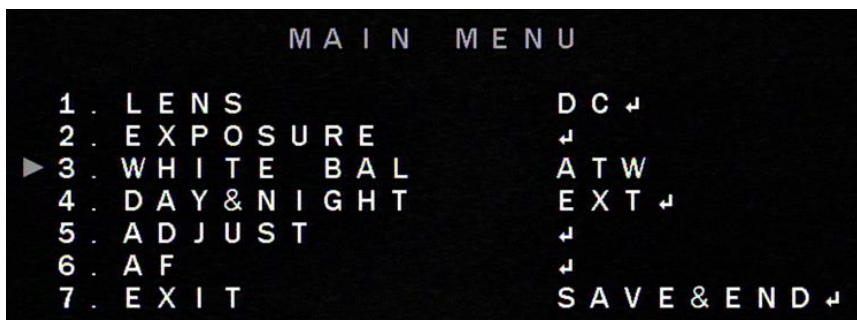 MAIN MENU
1. LENS DC↵
2. EXPOSURE ↵
▶3. WHITE BAL ATW
4. DAY&NIGHT EXT↵
5. ADJUST ↵
6. AF ↵
7. EXIT SAVE&END↵